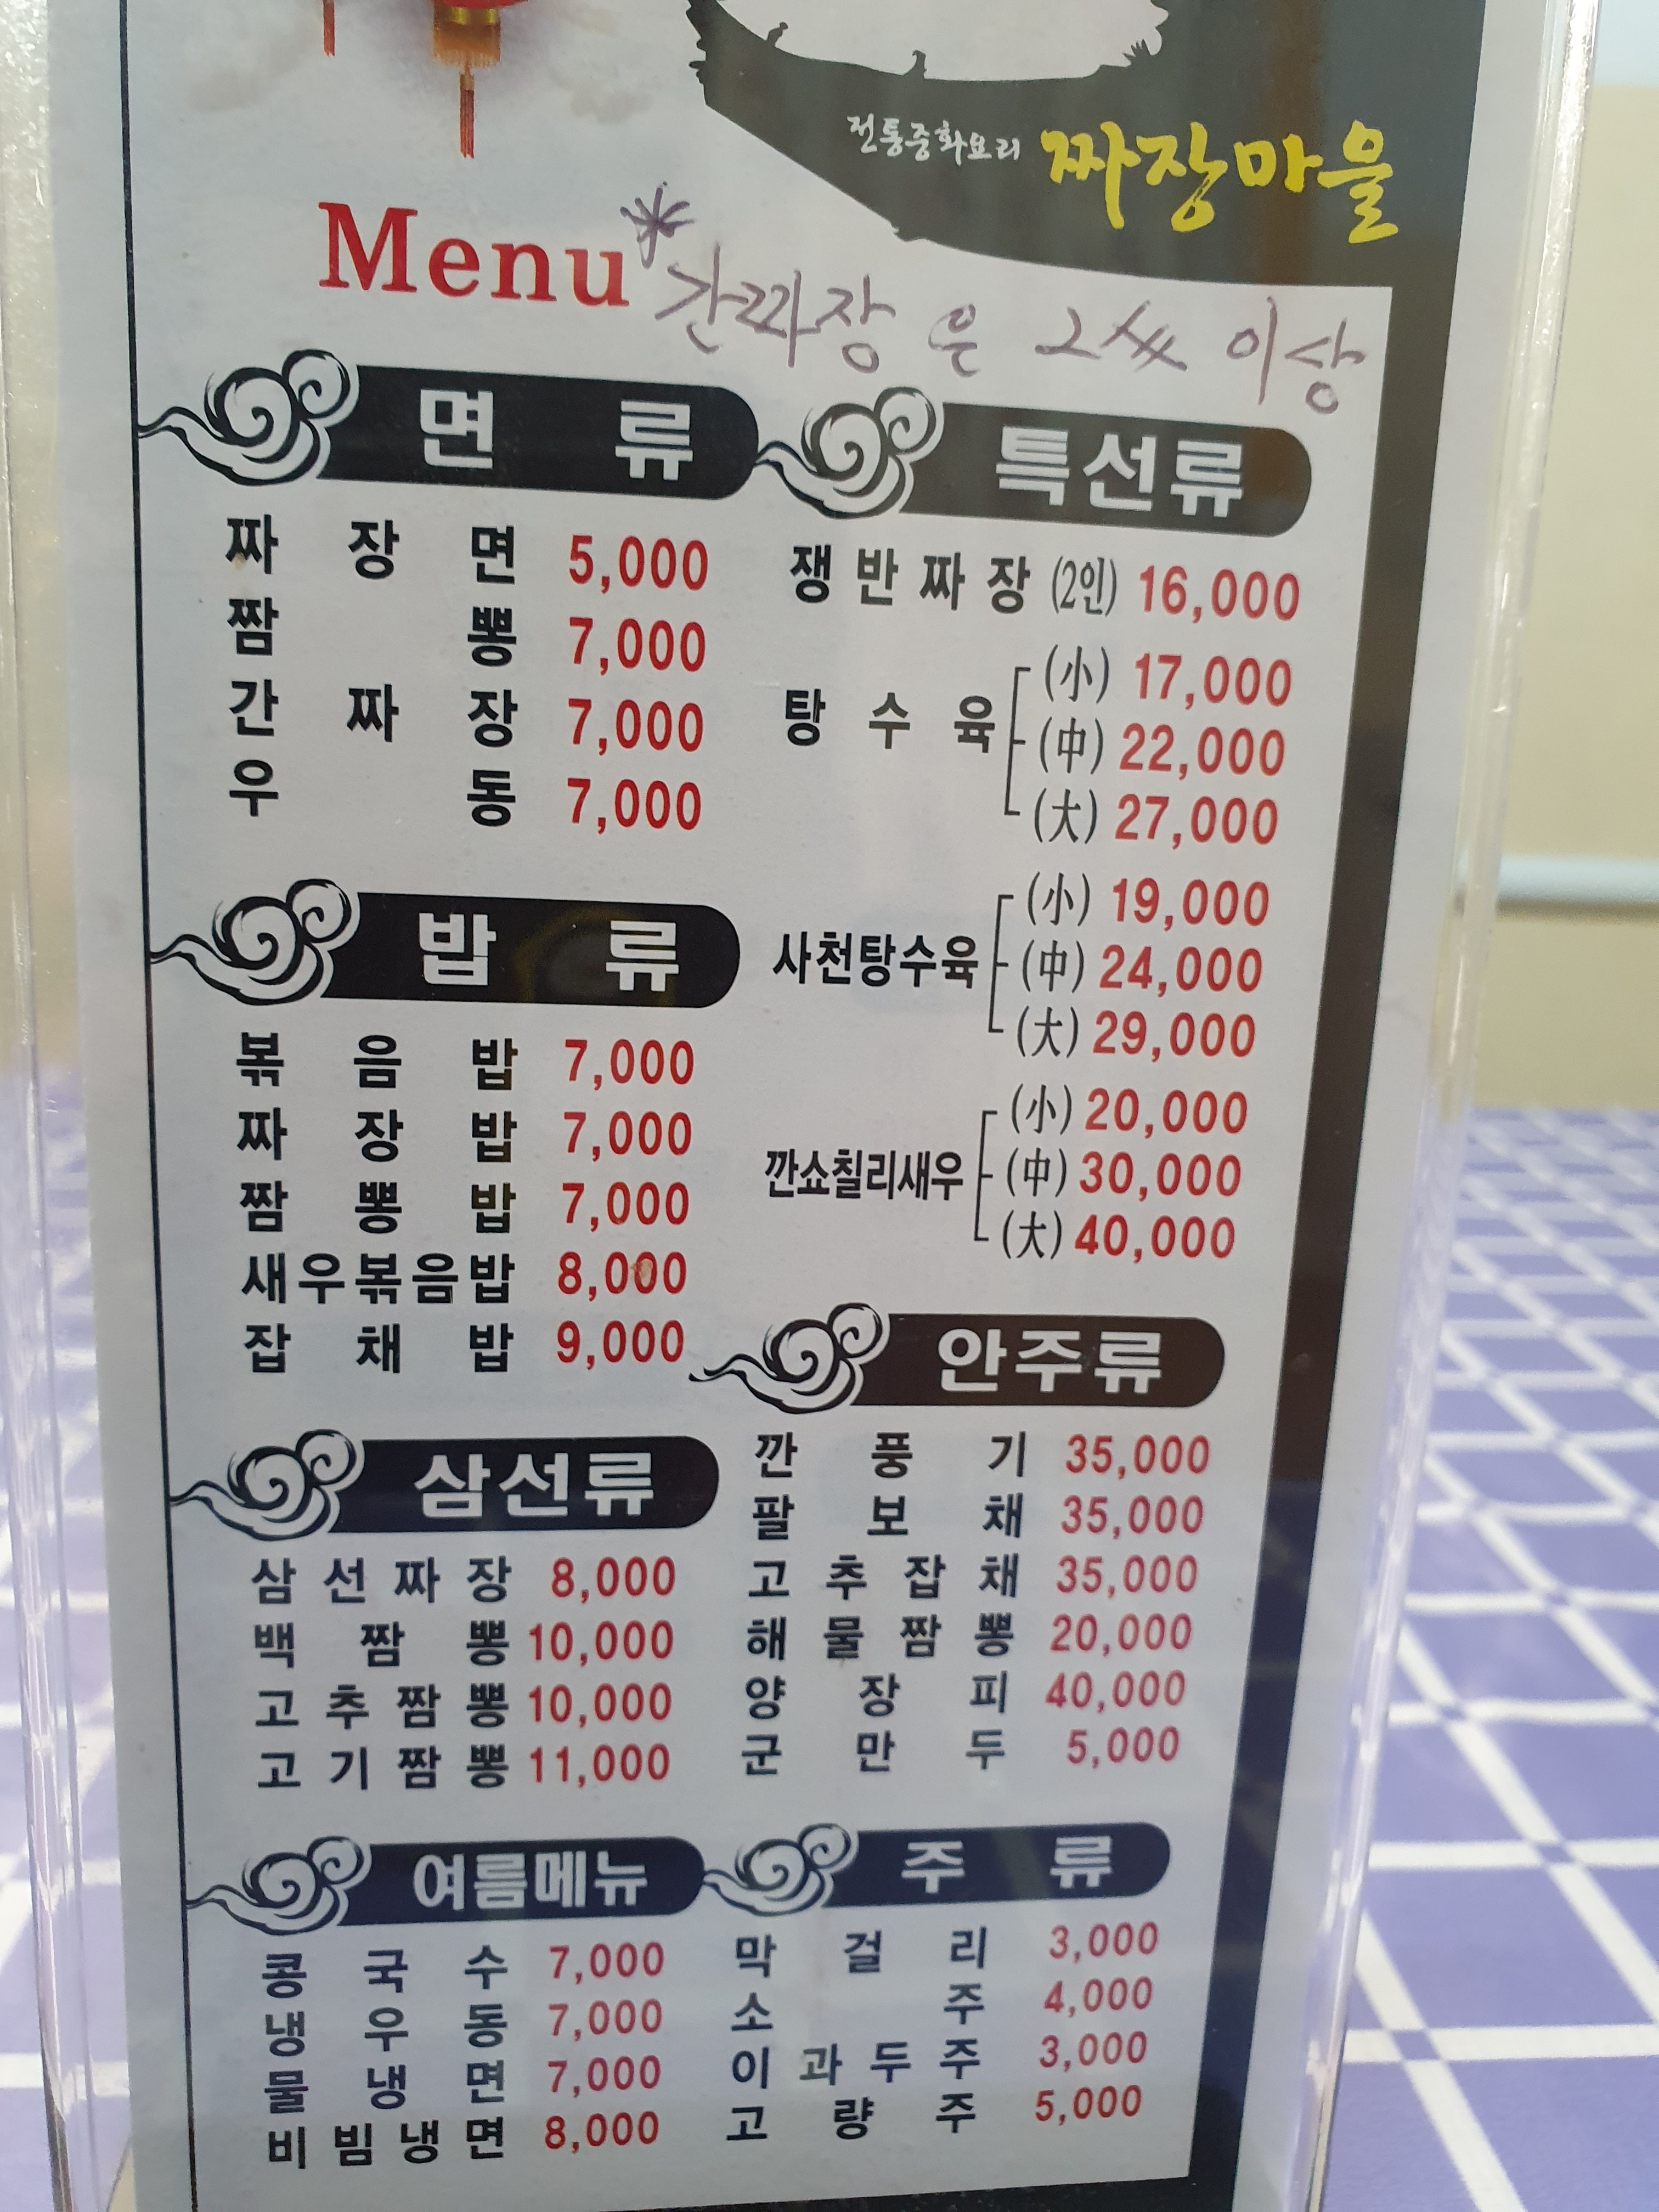 전통중화요리 짜장마을
Menu
*간짜장은 2人 이상
면 류
짜 장 면 5,000
짬 뽕 7,000
간 짜 장 7,000
우 동 7,000
밥 류
볶 음 밥 7,000
짜 장 밥 7,000
짬 뽕 밥 7,000
새우볶음밥 8,000
잡 채 밥 9,000
삼선류
삼 선 짜 장 8,000
백 짬 뽕 10,000
고 추 짬 뽕 10,000
고 기 짬 뽕 11,000
여름메뉴
콩 국 수 7,000
냉 우 동 7,000
물 냉 면 7,000
비 빔 냉 면 8,000
특선류
쟁 반 짜 장 (2인) 16,000
탕 수 육
(小) 17,000
(中) 22,000
(大) 27,000
사천탕수육
(小) 19,000
(中) 24,000
(大) 29,000
깐쇼칠리새우
(小) 20,000
(中) 30,000
(大) 40,000
안주류
깐 풍 기 35,000
팔 보 채 35,000
고 추 잡 채 35,000
해 물 짬 뽕 20,000
양 장 피 40,000
군 만 두 5,000
주 류
막 걸 리 3,000
소 주 4,000
이 과 두 주 3,000
고 량 주 5,000